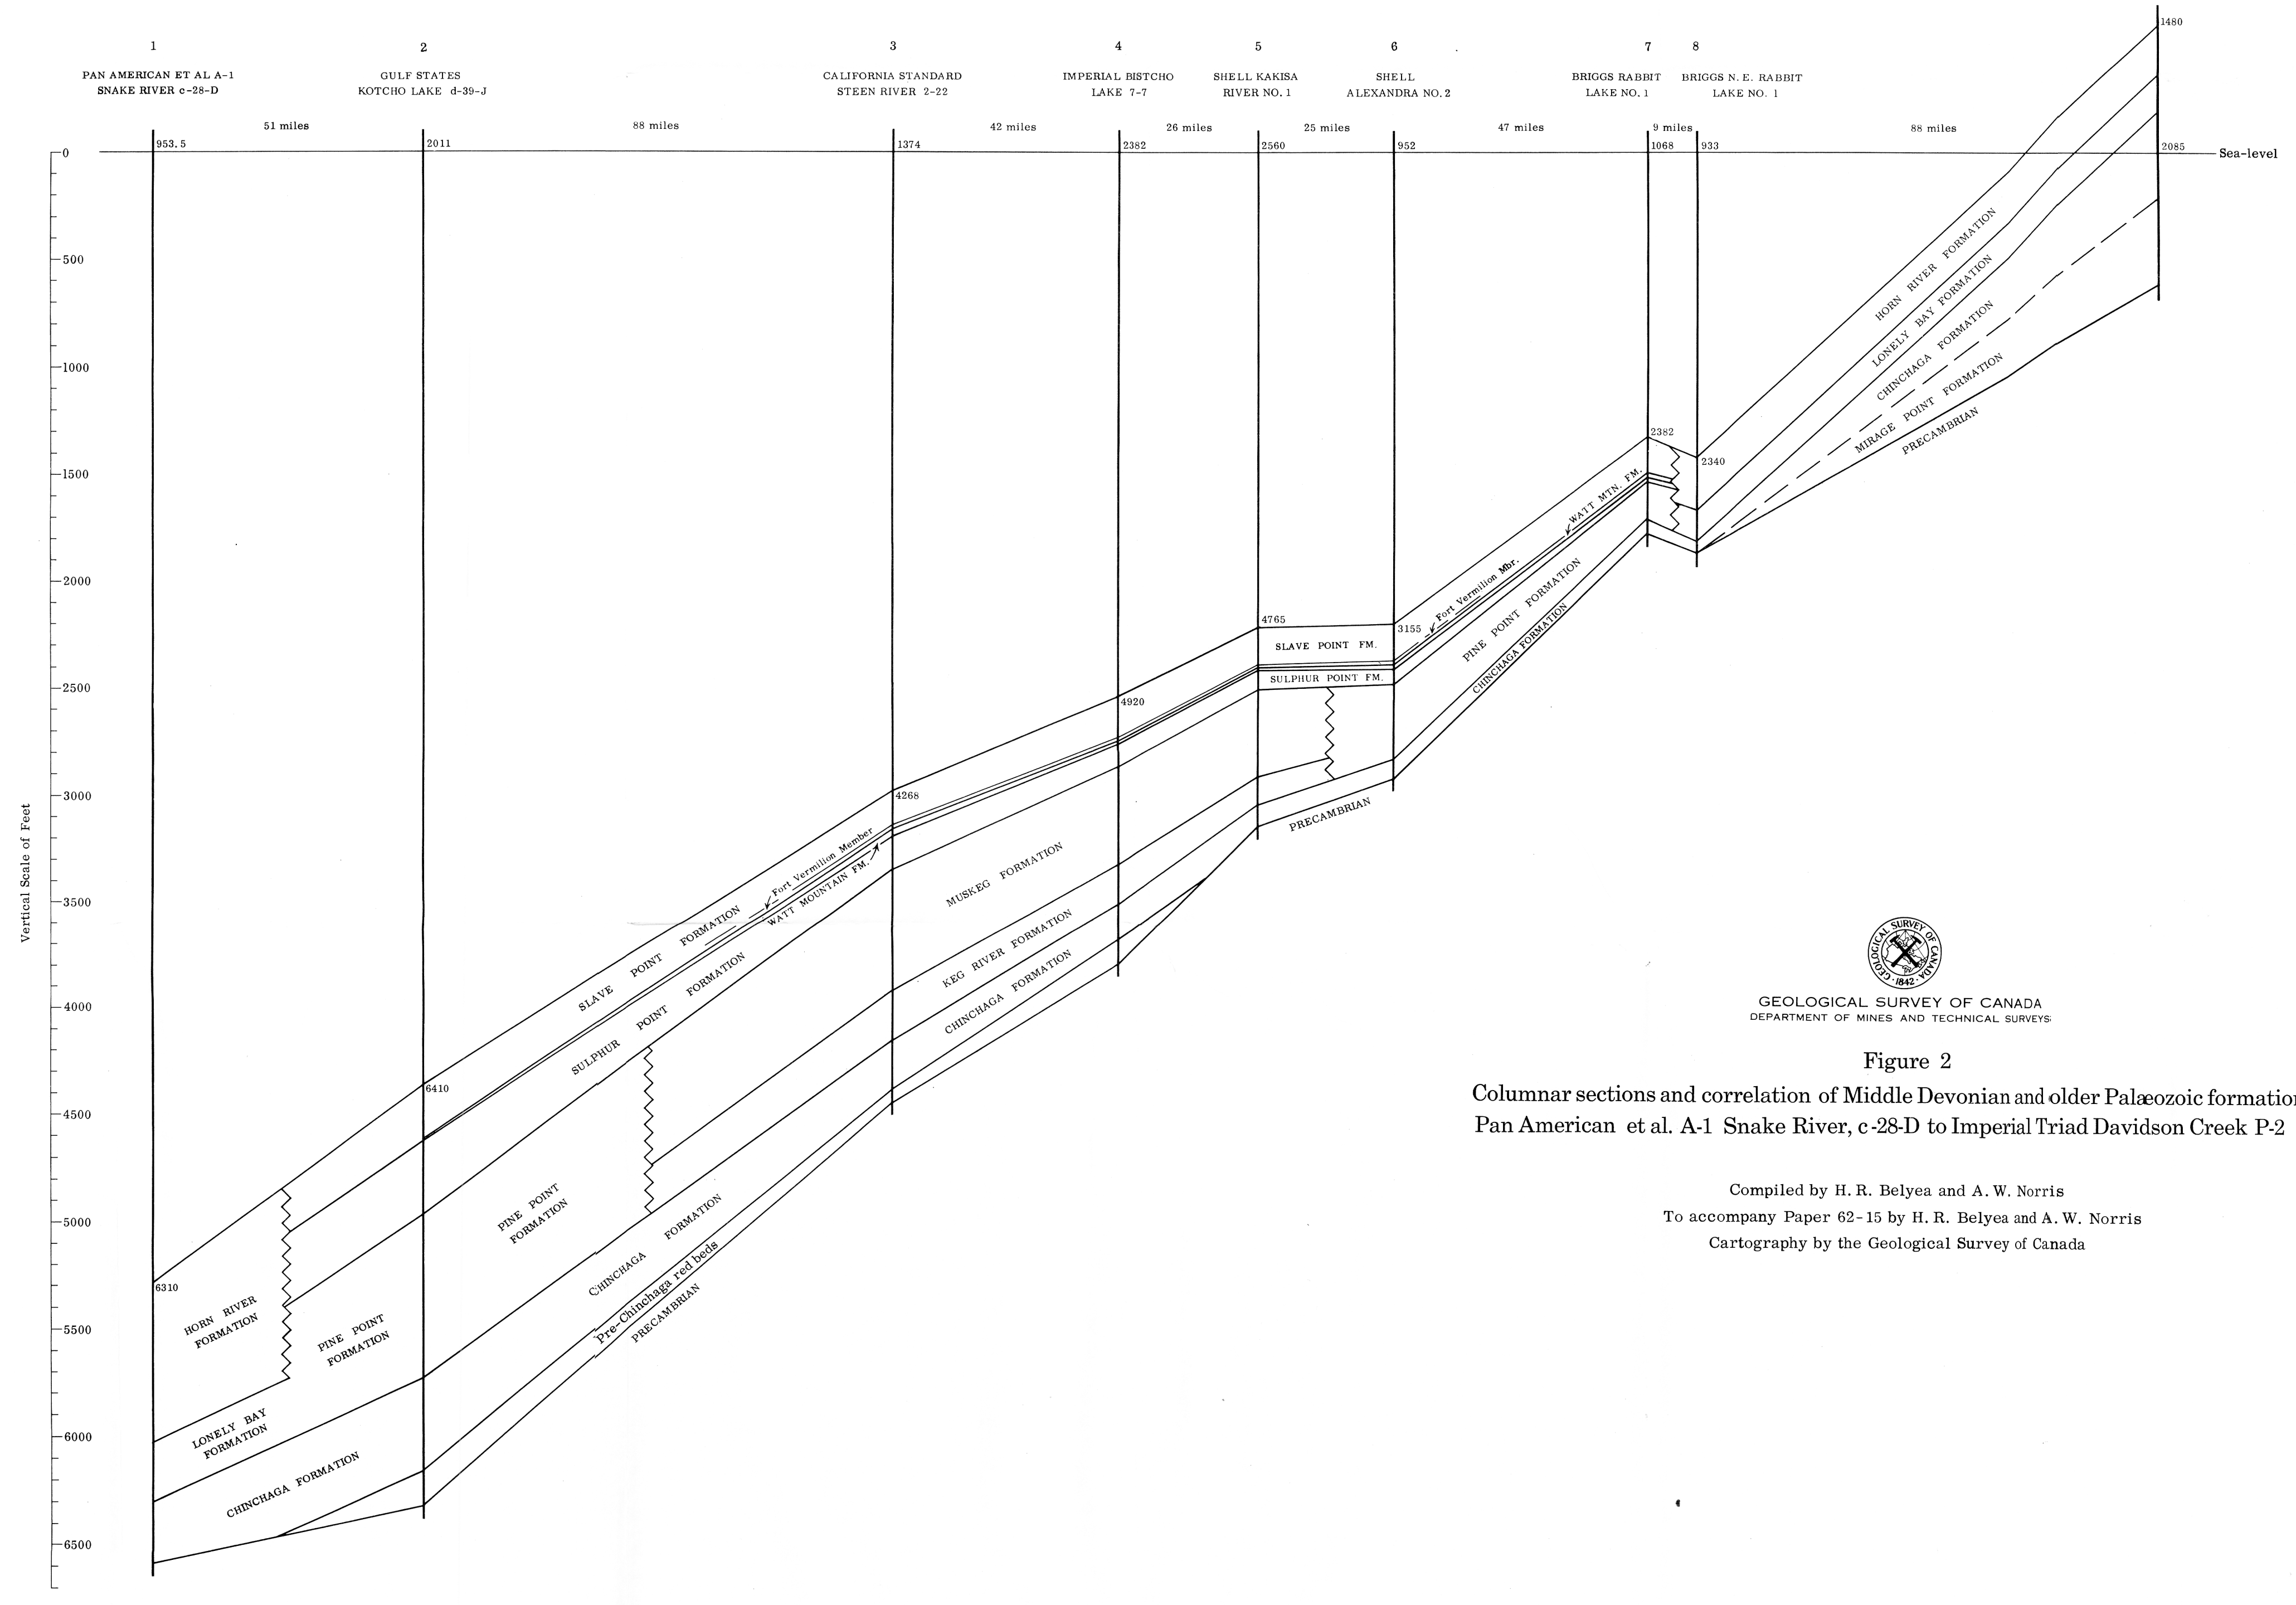 1
2
3
4
5
6
7
8
PAN AMERICAN ET AL A-1
SNAKE RIVER c-28-D
GULF STATES
KOTCHO LAKE d-39-J
CALIFORNIA STANDARD
STEEN RIVER 2-22
IMPERIAL BISTCHO
LAKE 7-7
SHELL KAKISA
RIVER NO. 1
SHELL
ALEXANDRA NO. 2
BRIGGS RABBIT
LAKE NO. 1
BRIGGS N. E. RABBIT
LAKE NO. 1
51 miles
88 miles
42 miles
26 miles
25 miles
47 miles
9 miles
88 miles
1480
953.5
2011
1374
2382
2560
952
1068
933
2085
Sea-level
0
500
1000
1500
2000
2500
3000
3500
4000
4500
5000
5500
6000
6500
Vertical Scale of Feet
HORN RIVER FORMATION
LONELY BAY FORMATION
CHINCHAGA FORMATION
MIRAGE POINT FORMATION
PRECAMBRIAN
2382
2340
WATT MTN. FM.
Fort Vermilion Mbr.
PINE POINT FORMATION
CHINCHAGA FORMATION
4765
3155
SLAVE POINT FM.
SULPHUR POINT FM.
PRECAMBRIAN
4920
4268
Fort Vermilion Member
WATT MOUNTAIN FM.
MUSKEG FORMATION
KEG RIVER FORMATION
CHINCHAGA FORMATION
SLAVE POINT FORMATION
SULPHUR POINT FORMATION
6410
PINE POINT
FORMATION
CHINCHAGA FORMATION
Pre-Chinchaga red beds
PRECAMBRIAN
6310
HORN RIVER
FORMATION
PINE POINT
FORMATION
LONELY BAY
FORMATION
CHINCHAGA FORMATION
GEOLOGICAL SURVEY OF CANADA
·1842·
GEOLOGICAL SURVEY OF CANADA
DEPARTMENT OF MINES AND TECHNICAL SURVEYS
Figure 2
Columnar sections and correlation of Middle Devonian and older Palæozoic formatio
Pan American et al. A-1 Snake River, c-28-D to Imperial Triad Davidson Creek P-2
Compiled by H. R. Belyea and A. W. Norris
To accompany Paper 62-15 by H. R. Belyea and A. W. Norris
Cartography by the Geological Survey of Canada